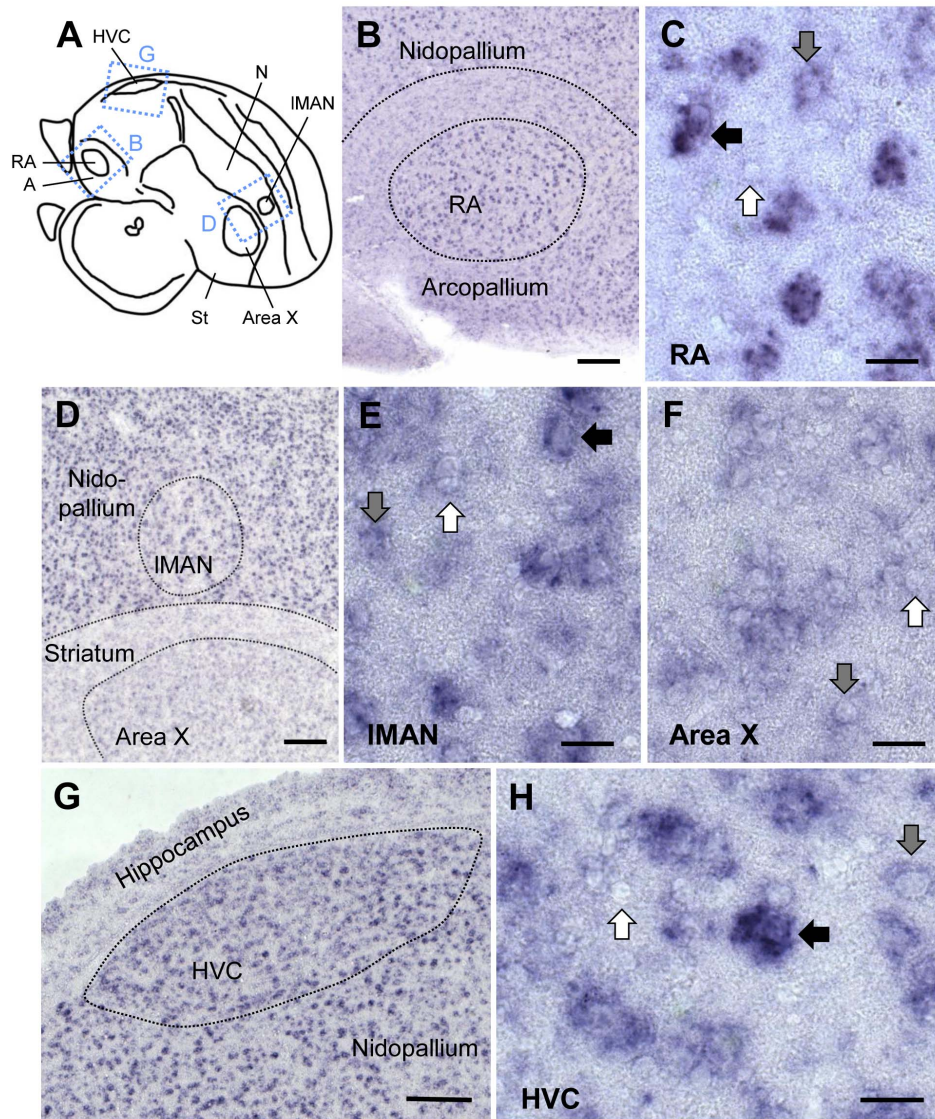 A
HVC
G
N
lMAN
RA
B
A
D
St
Area X
B
Nidopallium
RA
Arcopallium
C
RA
D
Nido-
pallium
lMAN
Striatum
Area X
E
lMAN
F
Area X
G
Hippocampus
HVC
Nidopallium
H
HVC